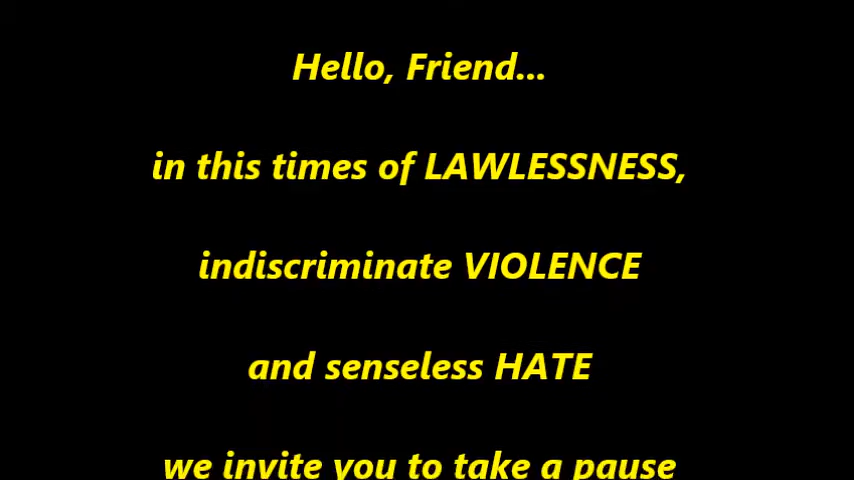 Hello, Friend...
in this times of LAWLESSNESS,
indiscriminate VIOLENCE
and senseless HATE
we invite you to take a pause